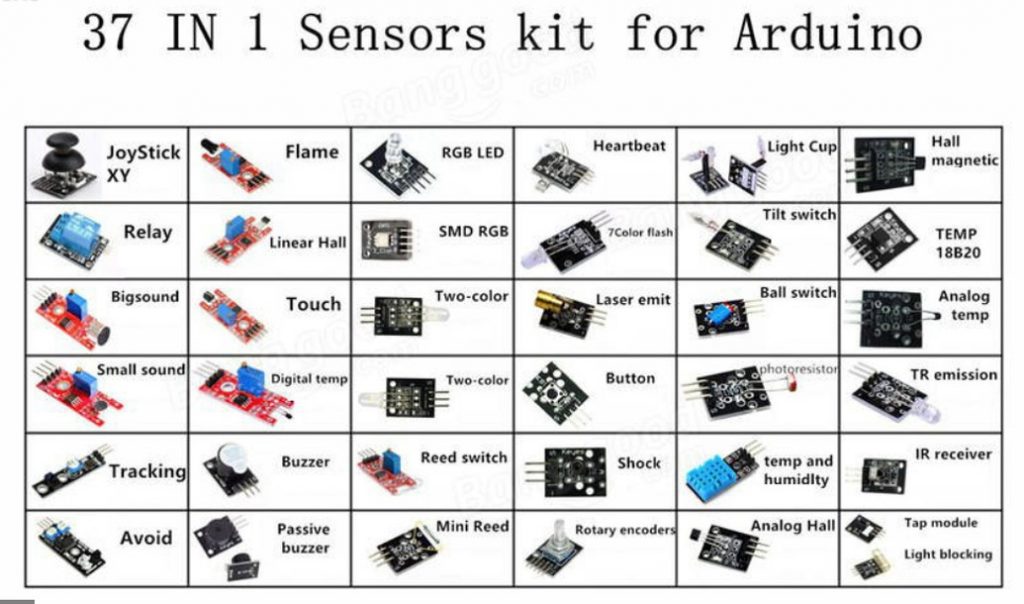 37 IN 1 Sensors kit for Arduino
JoyStick
XY
Flame
RGB LED
Heartbeat
Light Cup
Hall
magnetic
Relay
Linear Hall
SMD RGB
7Color flash
Tilt switch
TEMP
18B20
Bigsound
Touch
Two-color
Laser emit
Ball switch
Analog
temp
Small sound
Digital temp
Two-color
Button
photoresistor
TR emission
Tracking
Buzzer
Reed switch
Shock
temp and
humidlty
IR receiver
Avoid
Passive
buzzer
Mini Reed
Rotary encoders
Analog Hall
Tap module
Light blocking